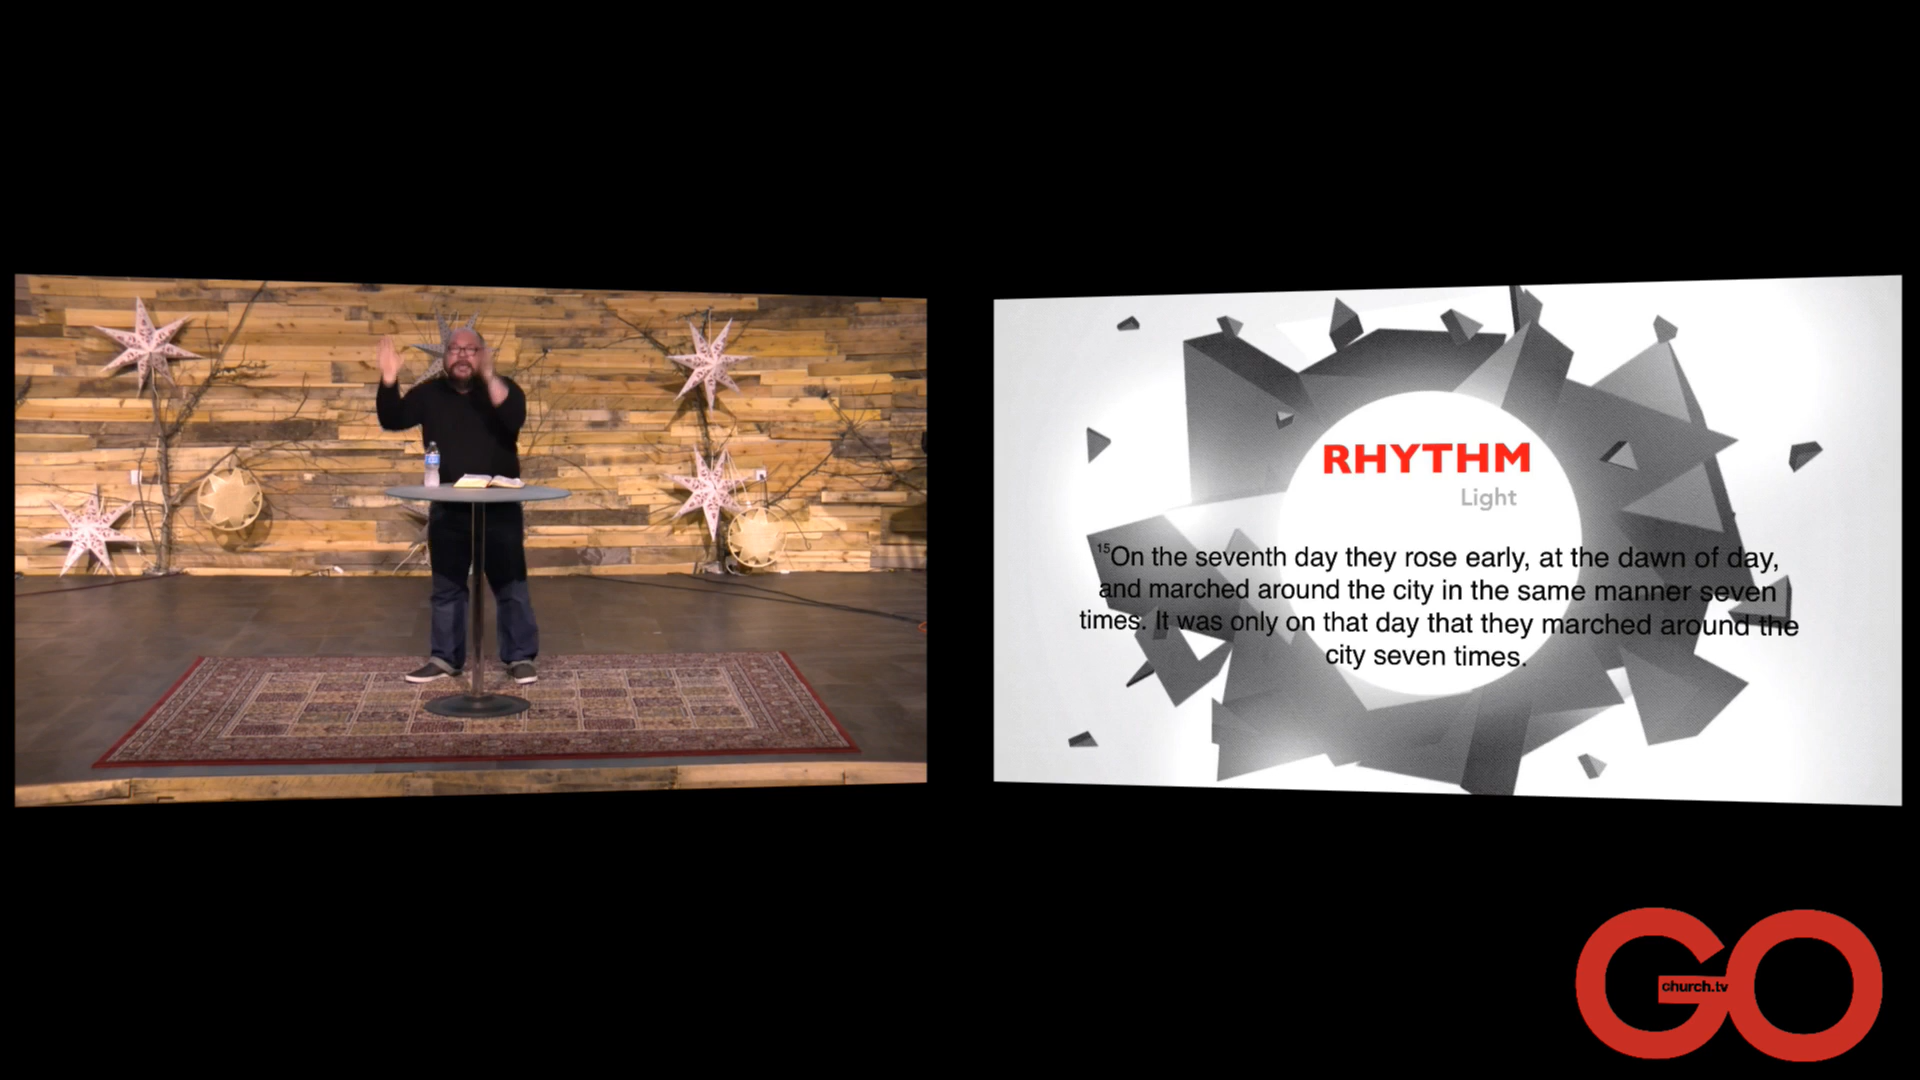 RHYTHM
Light
15On the seventh day they rose early, at the dawn of day,
and marched around the city in the same manner seven
times. It was only on that day that they marched around the
city seven times.
GO
church.tv